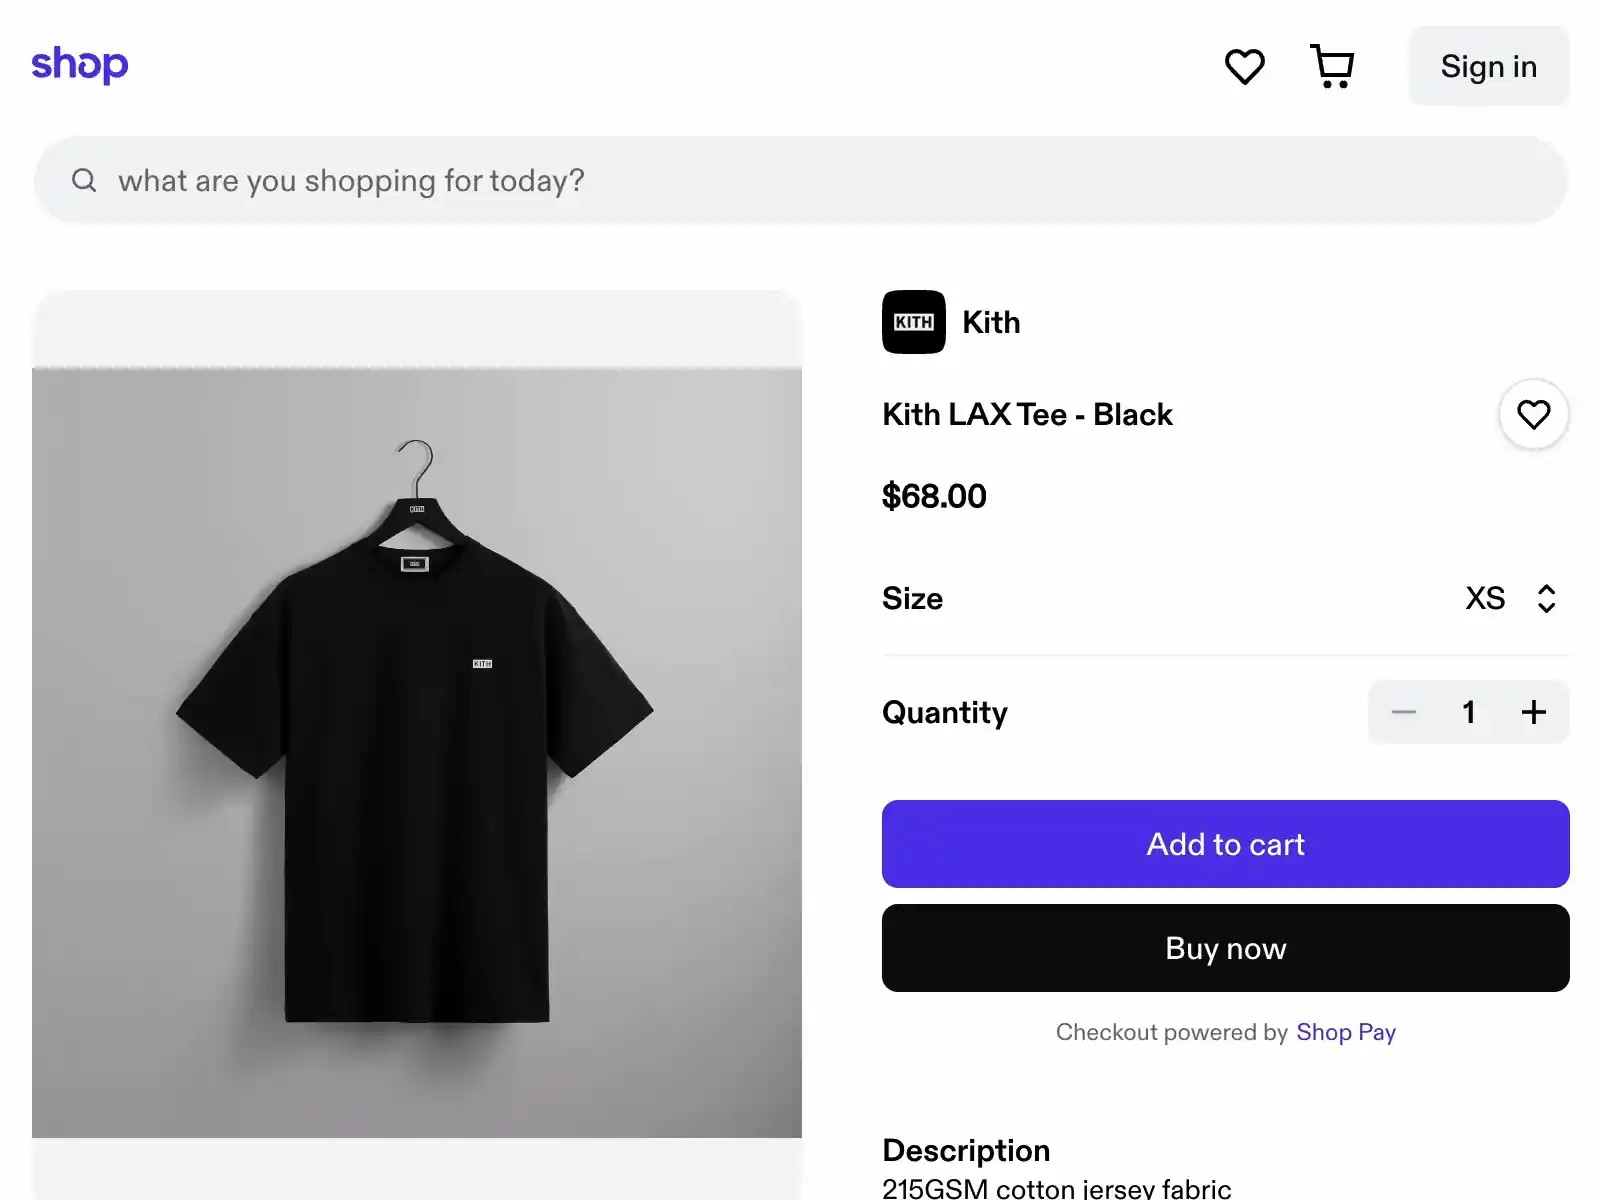 shop
Sign in
what are you shopping for today?
KITH
Kith
Kith LAX Tee - Black
$68.00
Size
XS
Quantity
1
Add to cart
Buy now
Checkout powered by Shop Pay
Description
215GSM cotton jersey fabric
KITH